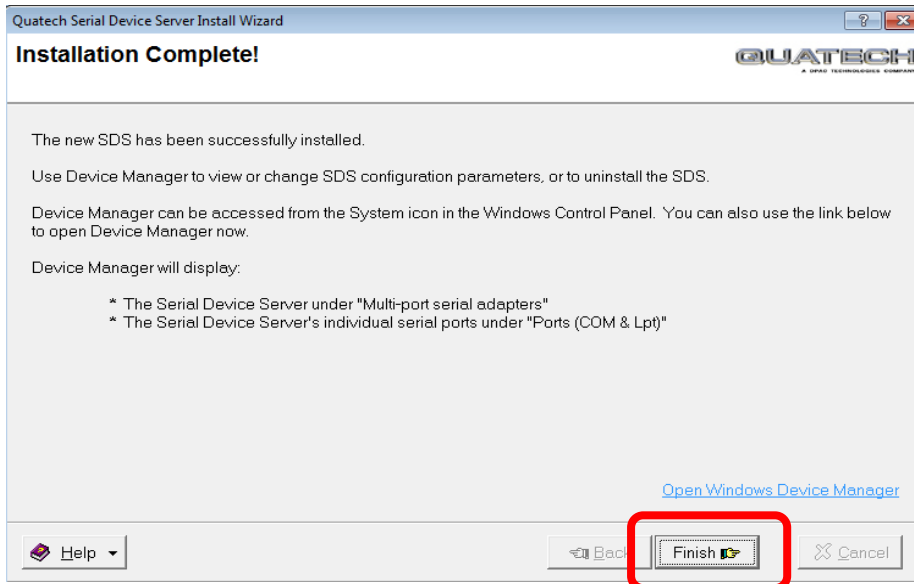 Quatech Serial Device Server Install Wizard
Installation Complete!
QUATECH
A DPAC TECHNOLOGIES COMPANY
The new SDS has been successfully installed.
Use Device Manager to view or change SDS configuration parameters, or to uninstall the SDS.
Device Manager can be accessed from the System icon in the Windows Control Panel. You can also use the link below
to open Device Manager now.
Device Manager will display:
* The Serial Device Server under "Multi-port serial adapters"
* The Serial Device Server's individual serial ports under "Ports (COM & Lpt)"
Open Windows Device Manager
Help Back Finish Cancel